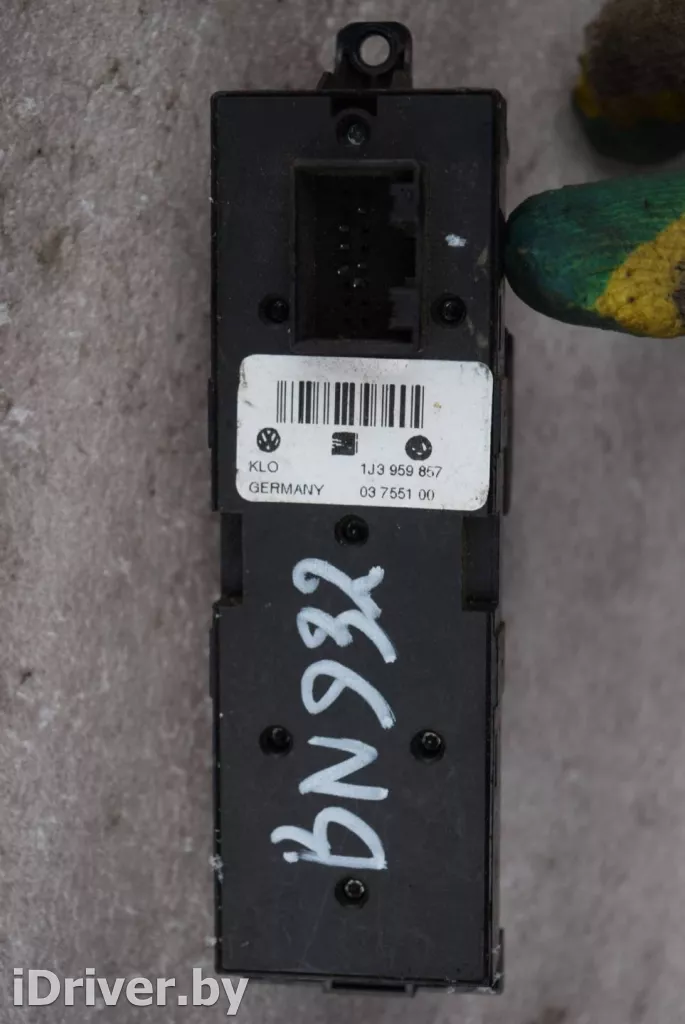 KLO 1J3 959 857
GERMANY 03 7551 00
BN932
iDriver.by